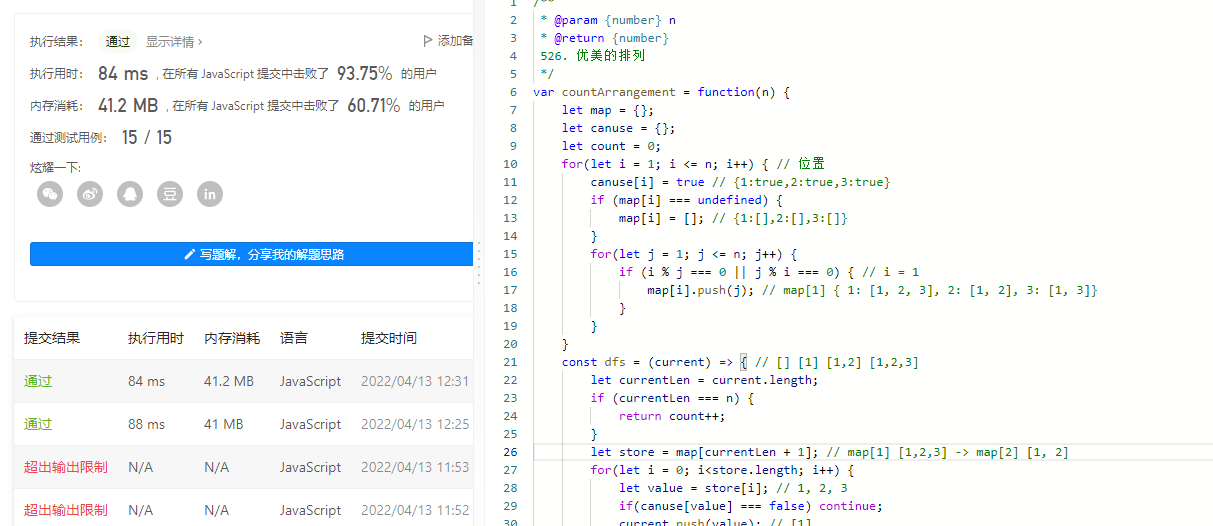 执行结果： 通过 显示详情 › 添加备
执行用时： 84 ms , 在所有 JavaScript 提交中击败了 93.75% 的用户
内存消耗： 41.2 MB , 在所有 JavaScript 提交中击败了 60.71% 的用户
通过测试用例： 15 / 15
炫耀一下:
豆 in
写题解，分享我的解题思路
提交结果 执行用时 内存消耗 语言 提交时间
通过 84 ms 41.2 MB JavaScript 2022/04/13 12:31
通过 88 ms 41 MB JavaScript 2022/04/13 12:25
超出输出限制 N/A N/A JavaScript 2022/04/13 11:53
超出输出限制 N/A N/A JavaScript 2022/04/13 11:52
1 /**
2 * @param {number} n
3 * @return {number}
4 526. 优美的排列
5 */
6 var countArrangement = function(n) {
7 let map = {};
8 let canuse = {};
9 let count = 0;
10 for(let i = 1; i <= n; i++) { // 位置
11 canuse[i] = true // {1:true,2:true,3:true}
12 if (map[i] === undefined) {
13 map[i] = []; // {1:[],2:[],3:[]}
14 }
15 for(let j = 1; j <= n; j++) {
16 if (i % j === 0 || j % i === 0) { // i = 1
17 map[i].push(j); // map[1] { 1: [1, 2, 3], 2: [1, 2], 3: [1, 3]}
18 }
19 }
20 }
21 const dfs = (current) => { // [] [1] [1,2] [1,2,3]
22 let currentLen = current.length;
23 if (currentLen === n) {
24 return count++;
25 }
26 let store = map[currentLen + 1]; // map[1] [1,2,3] -> map[2] [1, 2]
27 for(let i = 0; i<store.length; i++) {
28 let value = store[i]; // 1, 2, 3
29 if(canuse[value] === false) continue;
30 current.push(value); // [1]